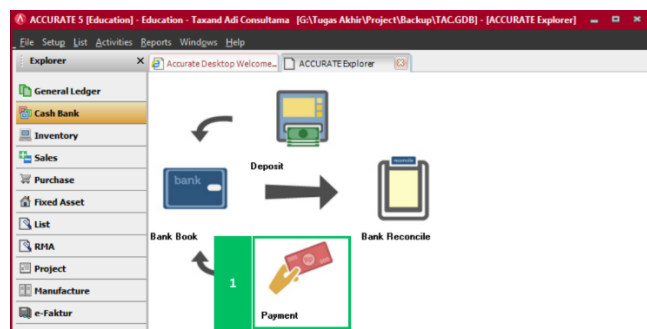 ACCURATE 5 [Education] - Education - Taxand Adi Consultama [G:\Tugas Akhir\Project\Backup\TAC.GDB] - [ACCURATE Explorer]
File Setup List Activities Reports Windows Help
Explorer X Accurate Desktop Welcome... ACCURATE Explorer
General Ledger
Cash Bank
Inventory
Sales
Purchase
Fixed Asset
List
RMA
Project
Manufacture
e-Faktur
Deposit
bank
Bank Book
Bank Reconcile
1
Payment